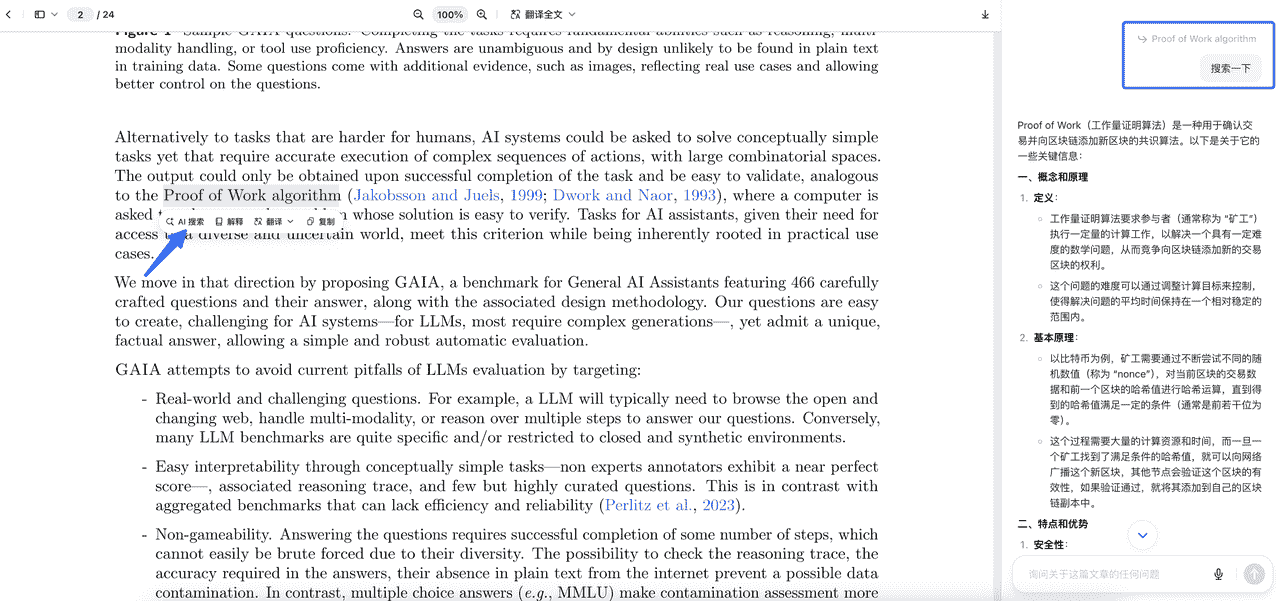 2 / 24
100%
翻译全文
Figure 1 Sample GAIA questions. Completing the tasks requires fundamental abilities such as reasoning, multi-
modality handling, or tool use proficiency. Answers are unambiguous and by design unlikely to be found in plain text
in training data. Some questions come with additional evidence, such as images, reflecting real use cases and allowing
better control on the questions.
Alternatively to tasks that are harder for humans, AI systems could be asked to solve conceptually simple
tasks yet that require accurate execution of complex sequences of actions, with large combinatorial spaces.
The output could only be obtained upon successful completion of the task and be easy to validate, analogous
to the Proof of Work algorithm (Jakobsson and Juels, 1999; Dwork and Naor, 1993), where a computer is
asked whose solution is easy to verify. Tasks for AI assistants, given their need for
AI 搜索 解释 翻译 复制
access to a diverse and uncertain world, meet this criterion while being inherently rooted in practical use
cases.
We move in that direction by proposing GAIA, a benchmark for General AI Assistants featuring 466 carefully
crafted questions and their answer, along with the associated design methodology. Our questions are easy
to create, challenging for AI systems—for LLMs, most require complex generations—, yet admit a unique,
factual answer, allowing a simple and robust automatic evaluation.
GAIA attempts to avoid current pitfalls of LLMs evaluation by targeting:
- Real-world and challenging questions. For example, a LLM will typically need to browse the open and
changing web, handle multi-modality, or reason over multiple steps to answer our questions. Conversely,
many LLM benchmarks are quite specific and/or restricted to closed and synthetic environments.
- Easy interpretability through conceptually simple tasks—non experts annotators exhibit a near perfect
score—, associated reasoning trace, and few but highly curated questions. This is in contrast with
aggregated benchmarks that can lack efficiency and reliability (Perlitz et al., 2023).
- Non-gameability. Answering the questions requires successful completion of some number of steps, which
cannot easily be brute forced due to their diversity. The possibility to check the reasoning trace, the
accuracy required in the answers, their absence in plain text from the internet prevent a possible data
contamination. In contrast, multiple choice answers (e.g., MMLU) make contamination assessment more
Proof of Work algorithm
搜索一下
Proof of Work（工作量证明算法）是一种用于确认交
易并向区块链添加新区块的共识算法。以下是关于它的
一些关键信息：
一、概念和原理
1. 定义：
工作量证明算法要求参与者（通常称为 “矿工”）
执行一定量的计算工作，以解决一个具有一定难
度的数学问题，从而竞争向区块链添加新的交易
区块的权利。
这个问题的难度可以通过调整计算目标来控制，
使得解决问题的平均时间保持在一个相对稳定的
范围内。
2. 基本原理：
以比特币为例，矿工需要通过不断尝试不同的随
机数值（称为 “nonce”），对当前区块的交易数
据和前一个区块的哈希值进行哈希运算，直到得
到的哈希值满足一定的条件（通常是前若干位为
零）。
这个过程需要大量的计算资源和时间，而一旦一
个矿工找到了满足条件的哈希值，就可以向网络
广播这个新区块，其他节点会验证这个区块的有
效性，如果验证通过，就将其添加到自己的区块
链副本中。
二、特点和优势
1. 安全性：
询问关于这篇文章的任何问题